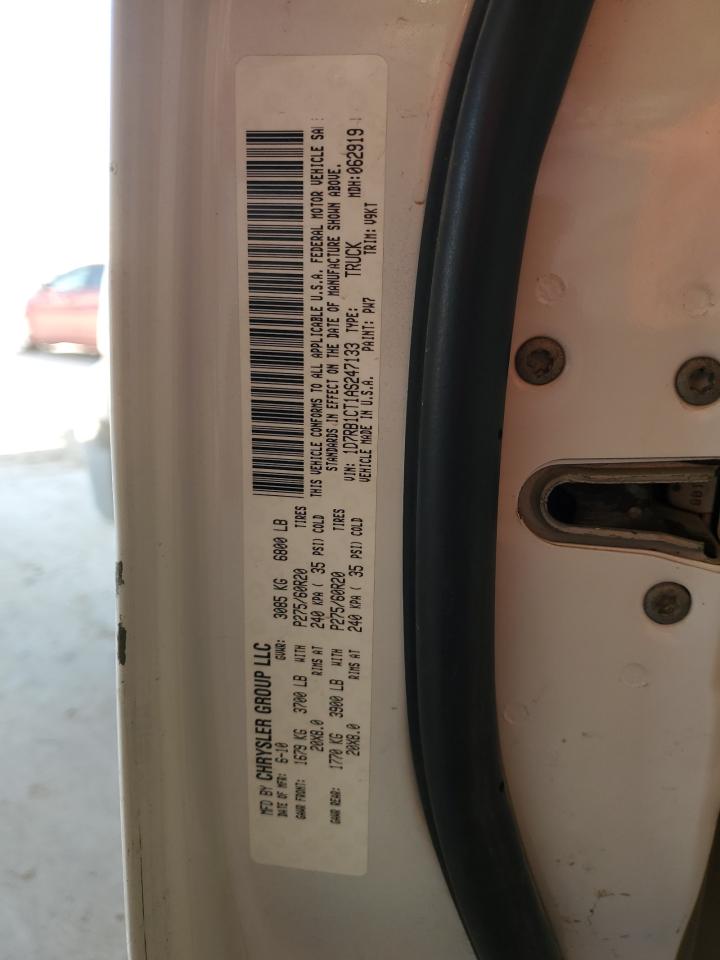 MFD BY CHRYSLER GROUP LLC
DATE OF MFR: 6-10 GVWR: 3085 KG 6800 LB
GAWR FRONT: 1679 KG 3700 LB WITH P275/60R20 TIRES
20X8.0 RIMS AT 240 KPA ( 35 PSI) COLD
GAWR REAR: 1770 KG 3900 LB WITH P275/60R20 TIRES
20X8.0 RIMS AT 240 KPA ( 35 PSI) COLD
THIS VEHICLE CONFORMS TO ALL APPLICABLE U.S.A. FEDERAL MOTOR VEHICLE
STANDARDS IN EFFECT ON THE DATE OF MANUFACTURE SHOWN ABOVE.
VIN: 1D7RB1CT1AS247133 TYPE: TRUCK MDH:062919
VEHICLE MADE IN U.S.A. PAINT: PW7 TRIM: V9KT